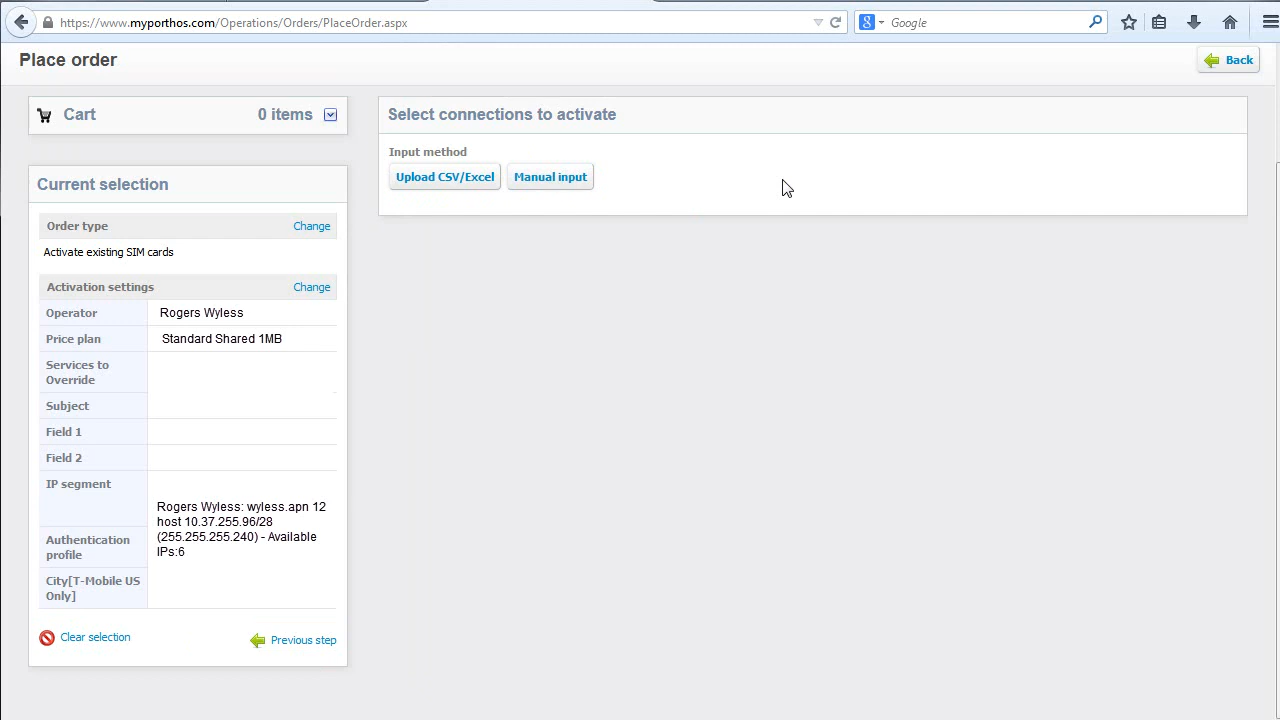 https://www.myporthos.com/Operations/Orders/PlaceOrder.aspx
Google
Place order
Back
Cart
0 items
Select connections to activate
Input method
Upload CSV/Excel
Manual input
Current selection
Order type
Change
Activate existing SIM cards
Activation settings
Change
Operator
Rogers Wyless
Price plan
Standard Shared 1MB
Services to
Override
Subject
Field 1
Field 2
IP segment
Rogers Wyless: wyless.apn 12
host 10.37.255.96/28
(255.255.255.240) - Available
IPs:6
Authentication
profile
City[T-Mobile US
Only]
Clear selection
Previous step